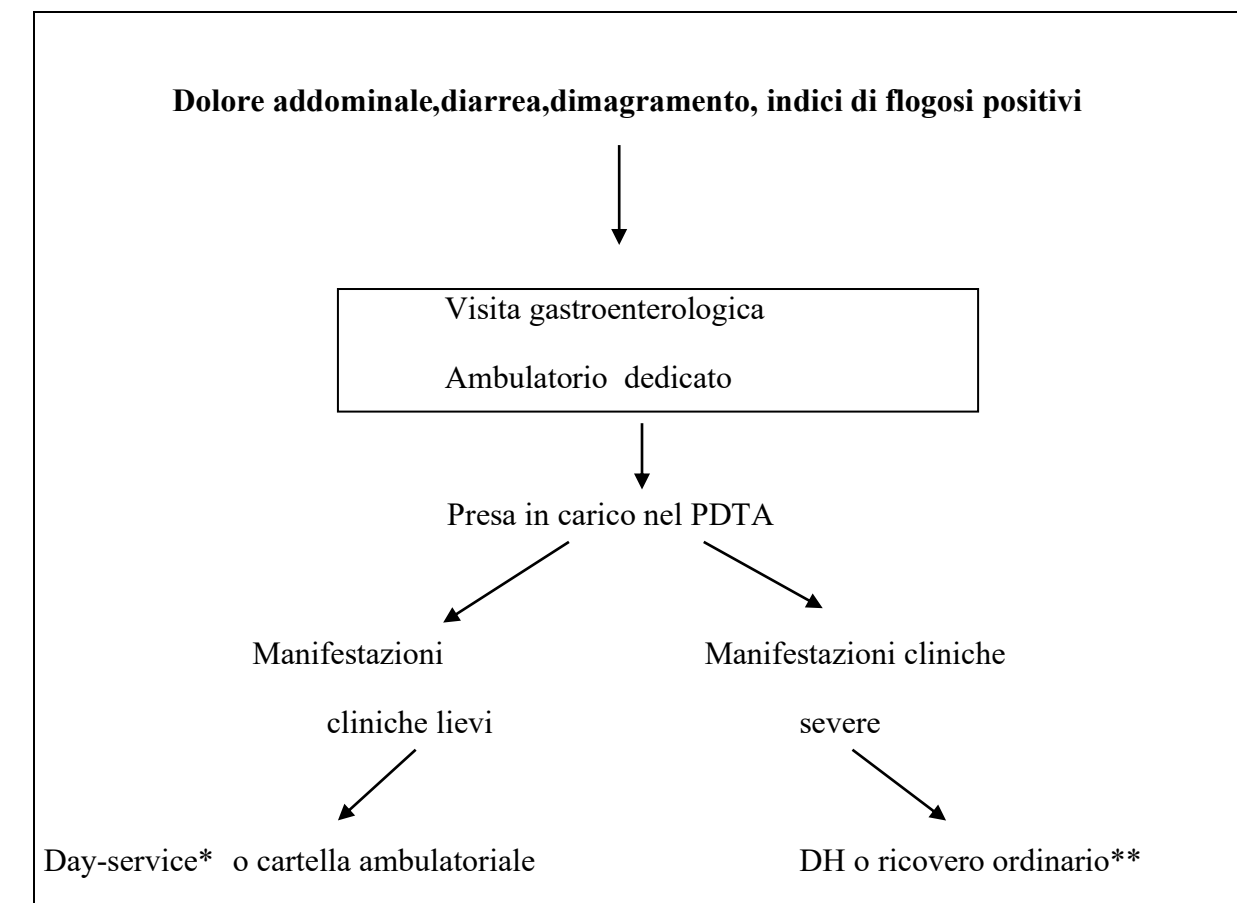 Dolore addominale,diarrea,dimagramento, indici di flogosi positivi
Visita gastroenterologica
Ambulatorio dedicato
Presa in carico nel PDTA
Manifestazioni
cliniche lievi
Manifestazioni cliniche
severe
Day-service* o cartella ambulatoriale
DH o ricovero ordinario**